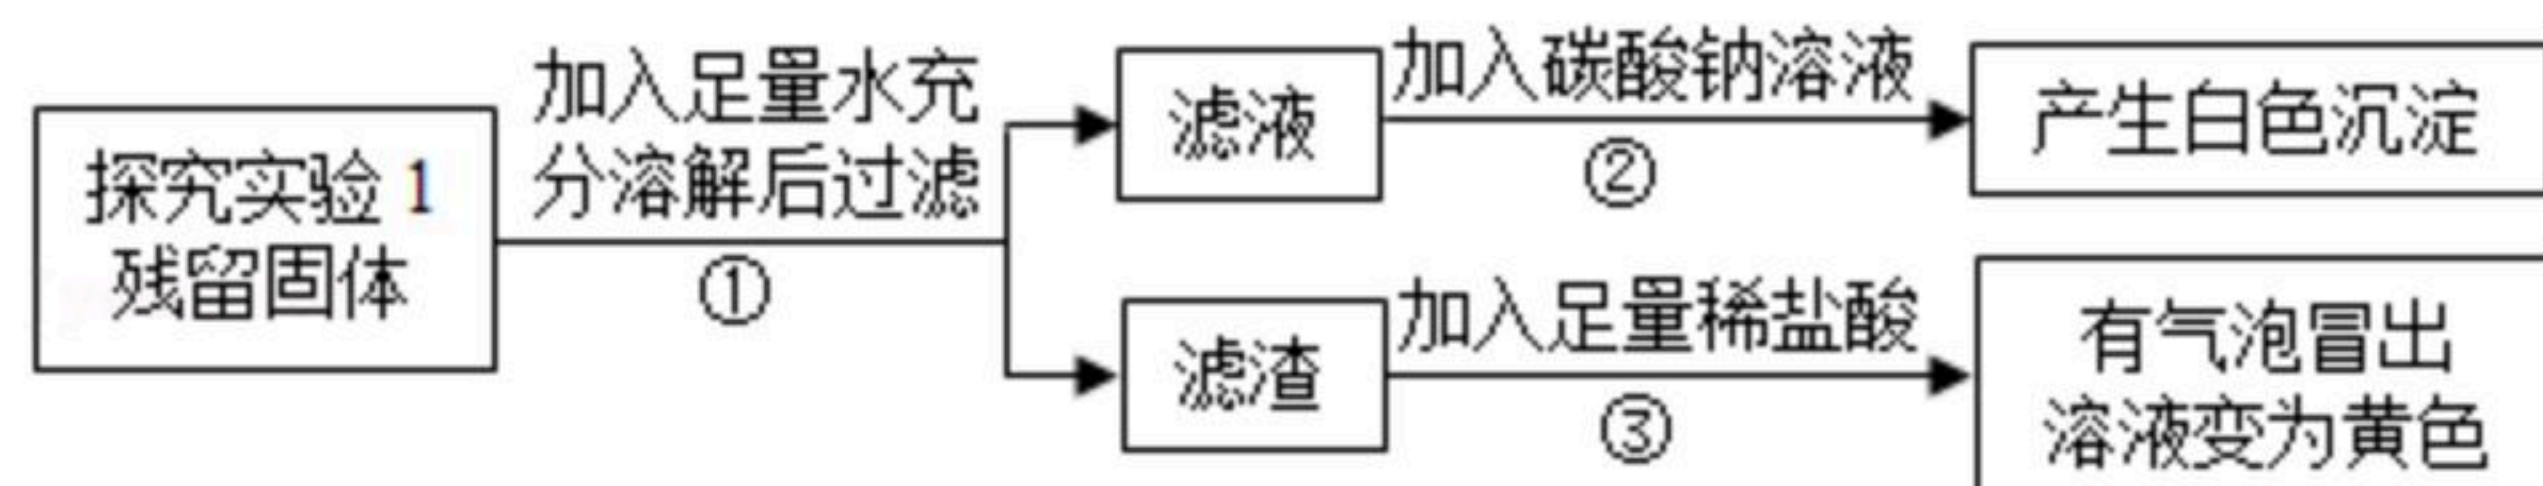 探究实验 1
残留固体
加入足量水充
分溶解后过滤
①
滤液
加入碳酸钠溶液
②
产生白色沉淀
滤渣
加入足量稀盐酸
③
有气泡冒出
溶液变为黄色